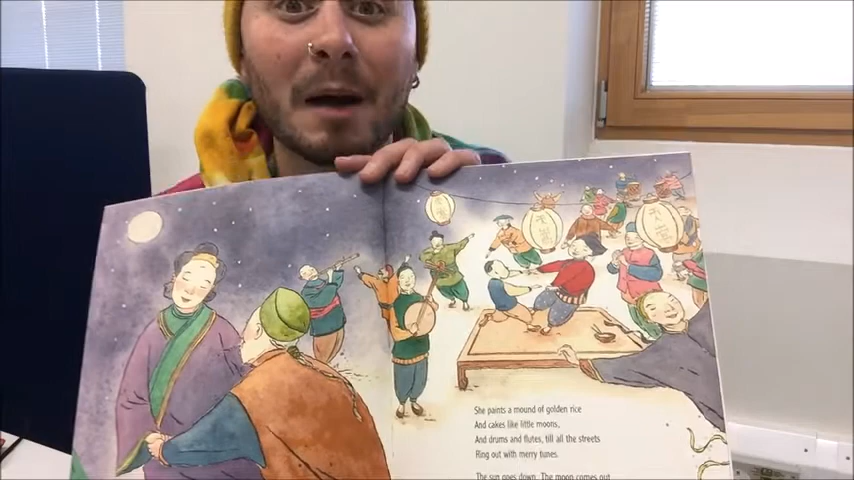 She paints a mound of golden rice
And cakes like little moons,
And drums and flutes, till all the streets
Ring out with merry tunes.
The sun goes down. The moon comes out